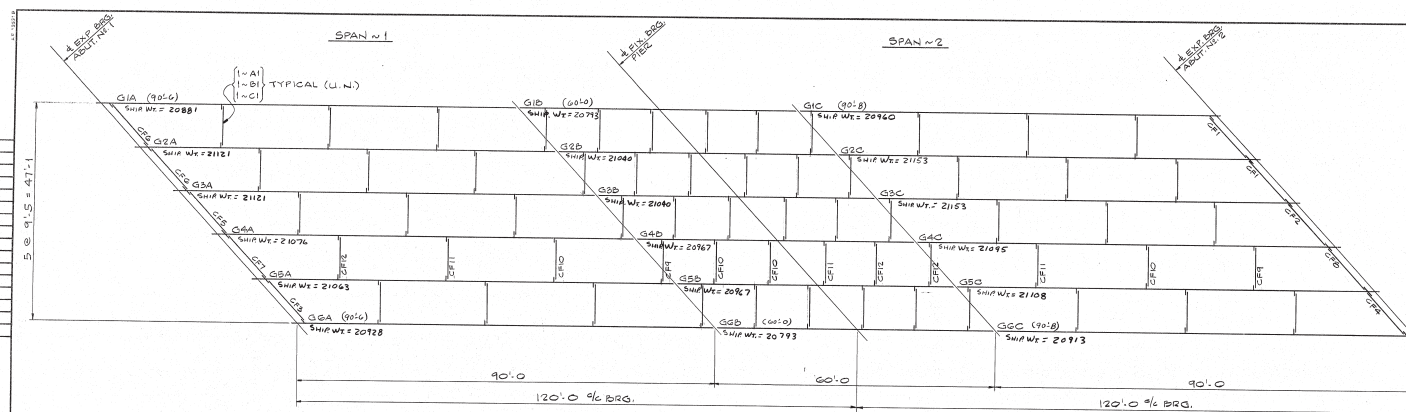 SPAN ~ 1
SPAN ~ 2
℄ EXP. BRG.
ABUT. № 1
℄ FIX. BRG.
PIER
℄ EXP. BRG.
ABUT. № 2
1~A1
1~B1
1~C1
TYPICAL (U.N.)
G1A (90'-6)
SHIP. WT. = 20881
G1B (60'-0)
SHIP. WT. = 20793
G1C (90'-8)
SHIP. WT. = 20960
CF6
G2A
SHIP. WT. = 21121
G2B
SHIP. WT. = 21040
G2C
SHIP. WT. = 21153
CF1
CF6
G3A
SHIP. WT. = 21121
G3B
SHIP. WT. = 21040
G3C
SHIP. WT. = 21153
CF1
CF5
G4A
SHIP. WT. = 21076
G4B
SHIP. WT. = 20967
G4C
SHIP. WT. = 21095
CF2
CF7
CF12
CF11
CF10
CF9
CF10
CF10
CF11
CF12
CF12
CF11
CF10
CF9
G5A
SHIP. WT = 21063
G5B
SHIP. WT = 20967
G5C
SHIP. WT. = 21108
CF3
CF4
G6A (90'-6)
SHIP. WT. = 20928
G6B (60'-0)
SHIP. WT. = 20793
G6C (90'-8)
SHIP. WT. = 20913
5 @ 9'-5 = 47'-1
90'-0
60'-0
90'-0
120'-0 c/c BRG.
120'-0 c/c BRG.